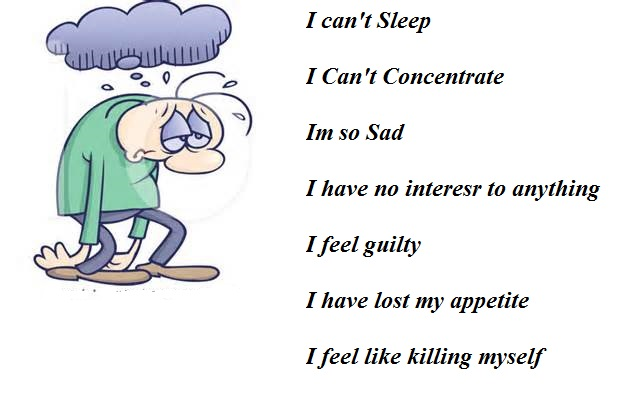 I can't Sleep
I Can't Concentrate
Im so Sad
I have no interesr to anything
I feel guilty
I have lost my appetite
I feel like killing myself